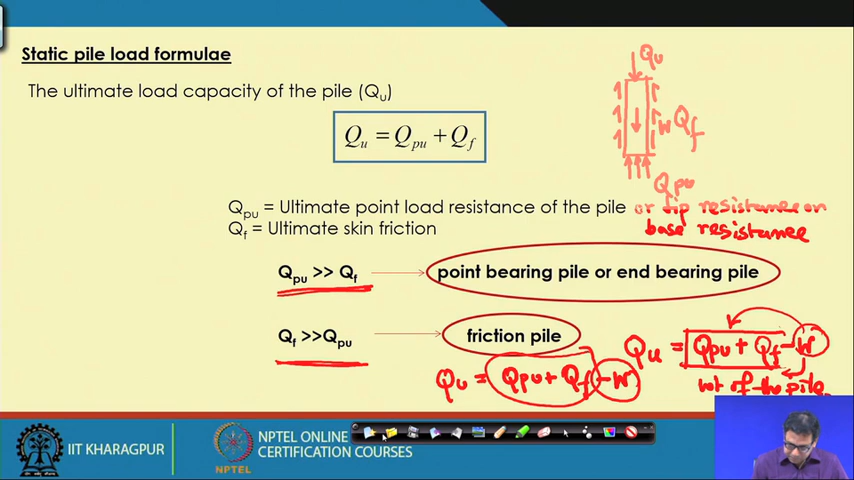 Static pile load formulae
The ultimate load capacity of the pile (Qu)
Qu = Qpu + Qf
Qu
W Qf
Qpu
Qpu = Ultimate point load resistance of the pile or tip resistance or
Qf = Ultimate skin friction
base resistance
Qpu >> Qf
point bearing pile or end bearing pile
Qf >>Qpu
friction pile
Qu = Qpu + Qf - W
wt of the pile
Qu = Qpu + Qf - W
IIT KHARAGPUR
NPTEL
NPTEL ONLINE
CERTIFICATION COURSES